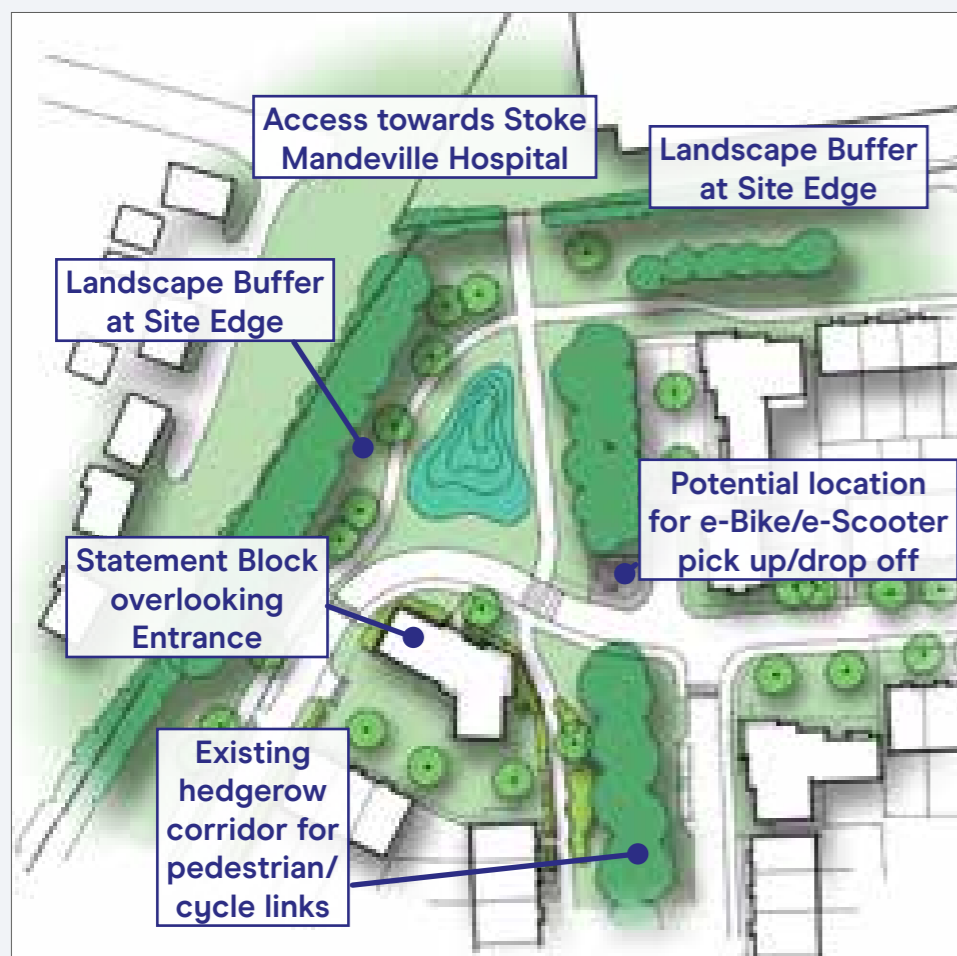 Access towards Stoke
Mandeville Hospital
Landscape Buffer
at Site Edge
Landscape Buffer
at Site Edge
Potential location
for e-Bike/e-Scooter
pick up/drop off
Statement Block
overlooking
Entrance
Existing
hedgerow
corridor for
pedestrian/
cycle links